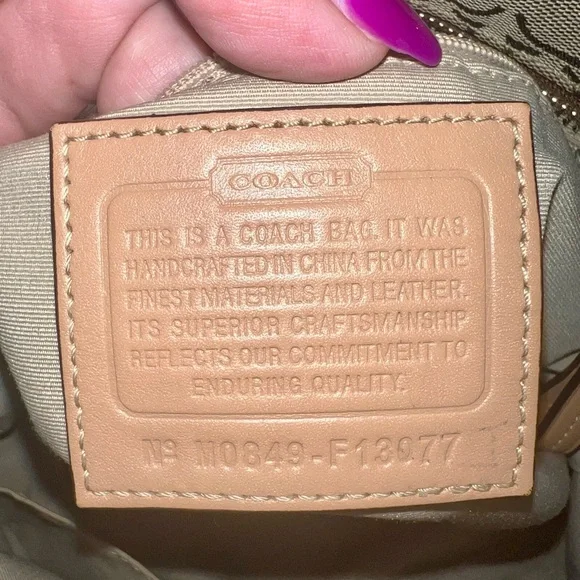 COACH
THIS IS A COACH BAG. IT WAS
HANDCRAFTED IN CHINA FROM THE
FINEST MATERIALS AND LEATHER.
ITS SUPERIOR CRAFTSMANSHIP
REFLECTS OUR COMMITMENT TO
ENDURING QUALITY.
Nº M0849-F13077